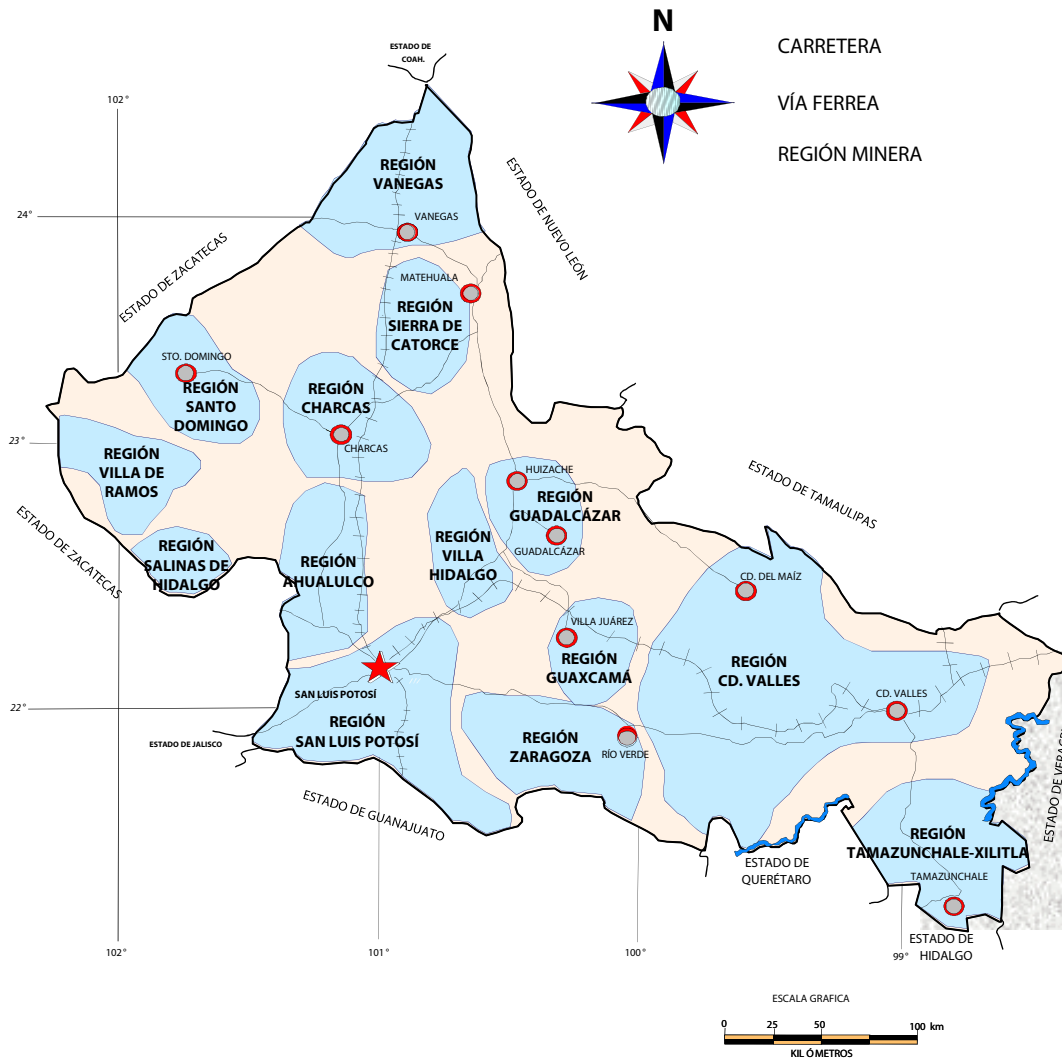 N
CARRETERA
VÍA FERREA
REGIÓN MINERA
ESTADO DE
COAH.
102°
REGIÓN
VANEGAS
ESTADO DE NUEVO LEÓN
24°
VANEGAS
ESTADO DE ZACATECAS
MATEHUALA
REGIÓN
SIERRA DE
CATORCE
STO. DOMINGO
REGIÓN
SANTO
DOMINGO
REGIÓN
CHARCAS
CHARCAS
23°
REGIÓN
VILLA DE
RAMOS
HUIZACHE
REGIÓN
GUADALCÁZAR
GUADALCÁZAR
ESTADO DE TAMAULIPAS
ESTADO DE ZACATECAS
REGIÓN
SALINAS DE
HIDALGO
REGIÓN
AHUALULCO
REGIÓN
VILLA
HIDALGO
CD. DEL MAÍZ
VILLA JUÁREZ
REGIÓN
GUAXCAMÁ
REGIÓN
CD. VALLES
CD. VALLES
SAN LUIS POTOSÍ
22°
REGIÓN
SAN LUIS POTOSÍ
ESTADO DE JALISCO
REGIÓN
ZARAGOZA
RÍO VERDE
ESTADO DE GUANAJUATO
REGIÓN
TAMAZUNCHALE-XILITLA
TAMAZUNCHALE
ESTADO DE
QUERÉTARO
ESTADO DE
HIDALGO
102°
101°
100°
99°
ESCALA GRAFICA
0 25 50 100 km
KIL ÓMETROS
ESTADO DE